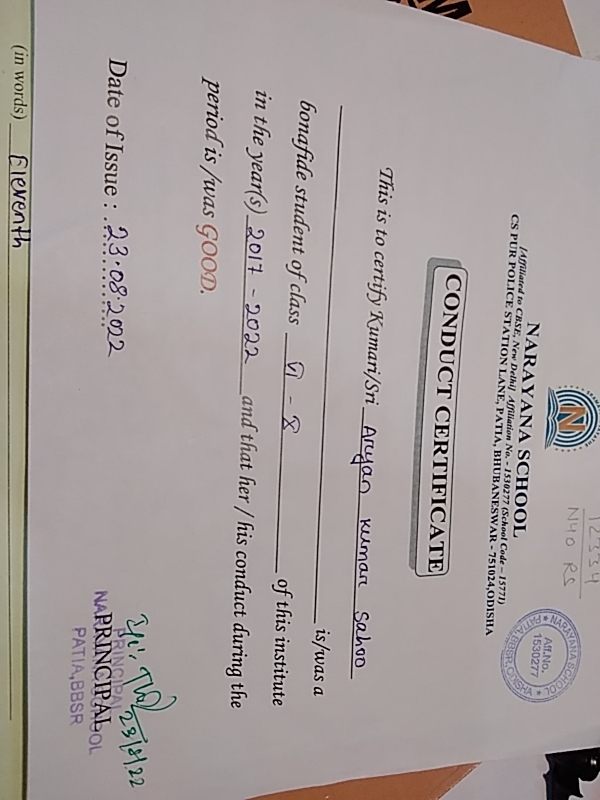 12334
N40 RS
N
NARAYANA SCHOOL
[Affiliated to CBSE, New Delhi] Affiliation No. - 1530277 (School Code - 15771)
CS PUR POLICE STATION LANE, PATIA, BHUBANESWAR - 751024, ODISHA
NARAYANA SCHOOL
Aff.No.
1530277
PATIA, BBSR, ODISHA
CONDUCT CERTIFICATE
This is to certify Kumari/Sri Aryan kumar Sahoo
is/was a
bonafide student of class VI - X of this institute
in the year(s) 2017 - 2022 and that her / his conduct during the
period is /was GOOD.
23/8/22
Date of Issue : 23.08.2022
PRINCIPAL
PRINCIPAL
PATIA, BBSR
(in words) Eleventh